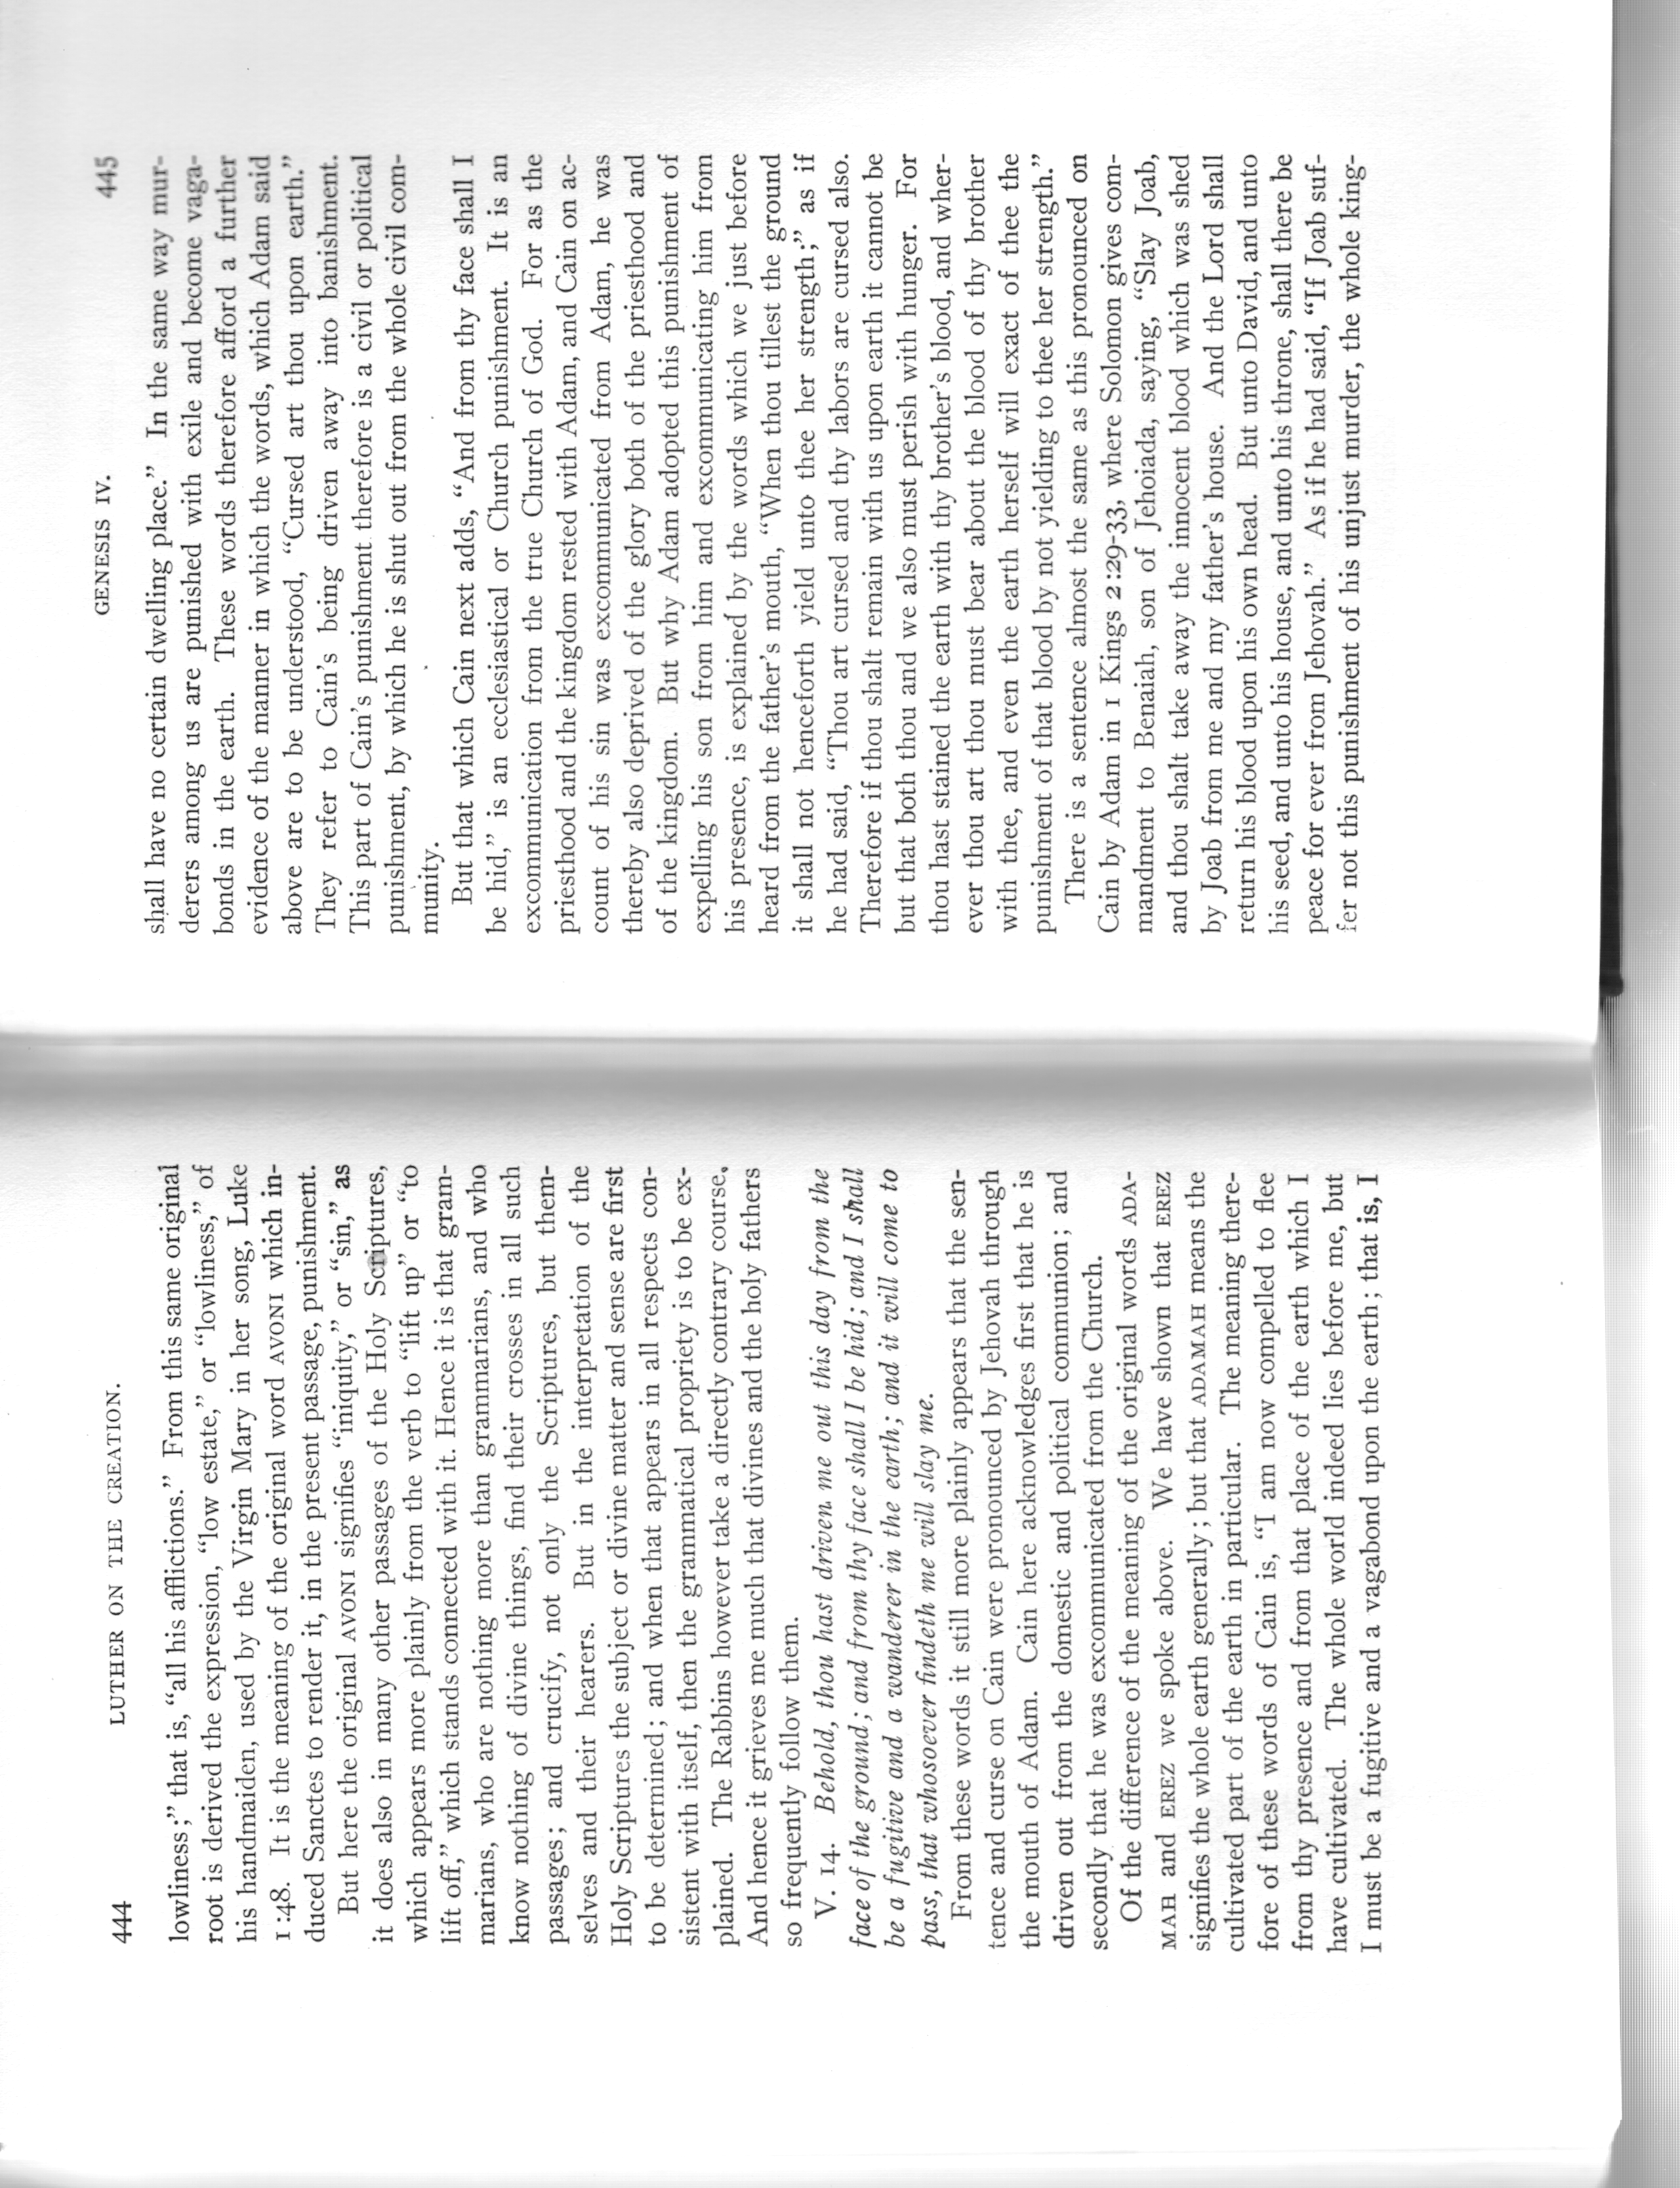 444 LUTHER ON THE CREATION.
lowliness;” that is, “all his afflictions.” From this same original
root is derived the expression, “low estate,” or “lowliness,” of
his handmaiden, used by the Virgin Mary in her song, Luke
1:48. It is the meaning of the original word AVONI which in-
duced Sanctes to render it, in the present passage, punishment.
But here the original AVONI signifies “iniquity,” or “sin,” as
it does also in many other passages of the Holy Scriptures,
which appears more plainly from the verb to “lift up” or “to
lift off,” which stands connected with it. Hence it is that gram-
marians, who are nothing more than grammarians, and who
know nothing of divine things, find their crosses in all such
passages; and crucify, not only the Scriptures, but them-
selves and their hearers. But in the interpretation of the
Holy Scriptures the subject or divine matter and sense are first
to be determined; and when that appears in all respects con-
sistent with itself, then the grammatical propriety is to be ex-
plained. The Rabbins however take a directly contrary course.
And hence it grieves me much that divines and the holy fathers
so frequently follow them.
V. 14. Behold, thou hast driven me out this day from the
face of the ground; and from thy face shall I be hid; and I shall
be a fugitive and a wanderer in the earth; and it will come to
pass, that whosoever findeth me will slay me.
From these words it still more plainly appears that the sen-
tence and curse on Cain were pronounced by Jehovah through
the mouth of Adam. Cain here acknowledges first that he is
driven out from the domestic and political communion; and
secondly that he was excommunicated from the Church.
Of the difference of the meaning of the original words ADA-
MAH and EREZ we spoke above. We have shown that EREZ
signifies the whole earth generally; but that ADAMAH means the
cultivated part of the earth in particular. The meaning there-
fore of these words of Cain is, “I am now compelled to flee
from thy presence and from that place of the earth which I
have cultivated. The whole world indeed lies before me, but
I must be a fugitive and a vagabond upon the earth; that is, I
GENESIS IV. 445
shall have no certain dwelling place.” In the same way mur-
derers among us are punished with exile and become vaga-
bonds in the earth. These words therefore afford a further
evidence of the manner in which the words, which Adam said
above are to be understood, “Cursed art thou upon earth.”
They refer to Cain’s being driven away into banishment.
This part of Cain’s punishment therefore is a civil or political
punishment, by which he is shut out from the whole civil com-
munity.
But that which Cain next adds, “And from thy face shall I
be hid,” is an ecclesiastical or Church punishment. It is an
excommunication from the true Church of God. For as the
priesthood and the kingdom rested with Adam, and Cain on ac-
count of his sin was excommunicated from Adam, he was
thereby also deprived of the glory both of the priesthood and
of the kingdom. But why Adam adopted this punishment of
expelling his son from him and excommunicating him from
his presence, is explained by the words which we just before
heard from the father’s mouth, “When thou tillest the ground
it shall not henceforth yield unto thee her strength;” as if
he had said, “Thou art cursed and thy labors are cursed also.
Therefore if thou shalt remain with us upon earth it cannot be
but that both thou and we also must perish with hunger. For
thou hast stained the earth with thy brother’s blood, and wher-
ever thou art thou must bear about the blood of thy brother
with thee, and even the earth herself will exact of thee the
punishment of that blood by not yielding to thee her strength.”
There is a sentence almost the same as this pronounced on
Cain by Adam in 1 Kings 2:29-33, where Solomon gives com-
mandment to Benaiah, son of Jehoiada, saying, “Slay Joab,
and thou shalt take away the innocent blood which was shed
by Joab from me and my father’s house. And the Lord shall
return his blood upon his own head. But unto David, and unto
his seed, and unto his house, and unto his throne, shall there be
peace for ever from Jehovah.” As if he had said, “If Joab suf-
fer not this punishment of his unjust murder, the whole king-